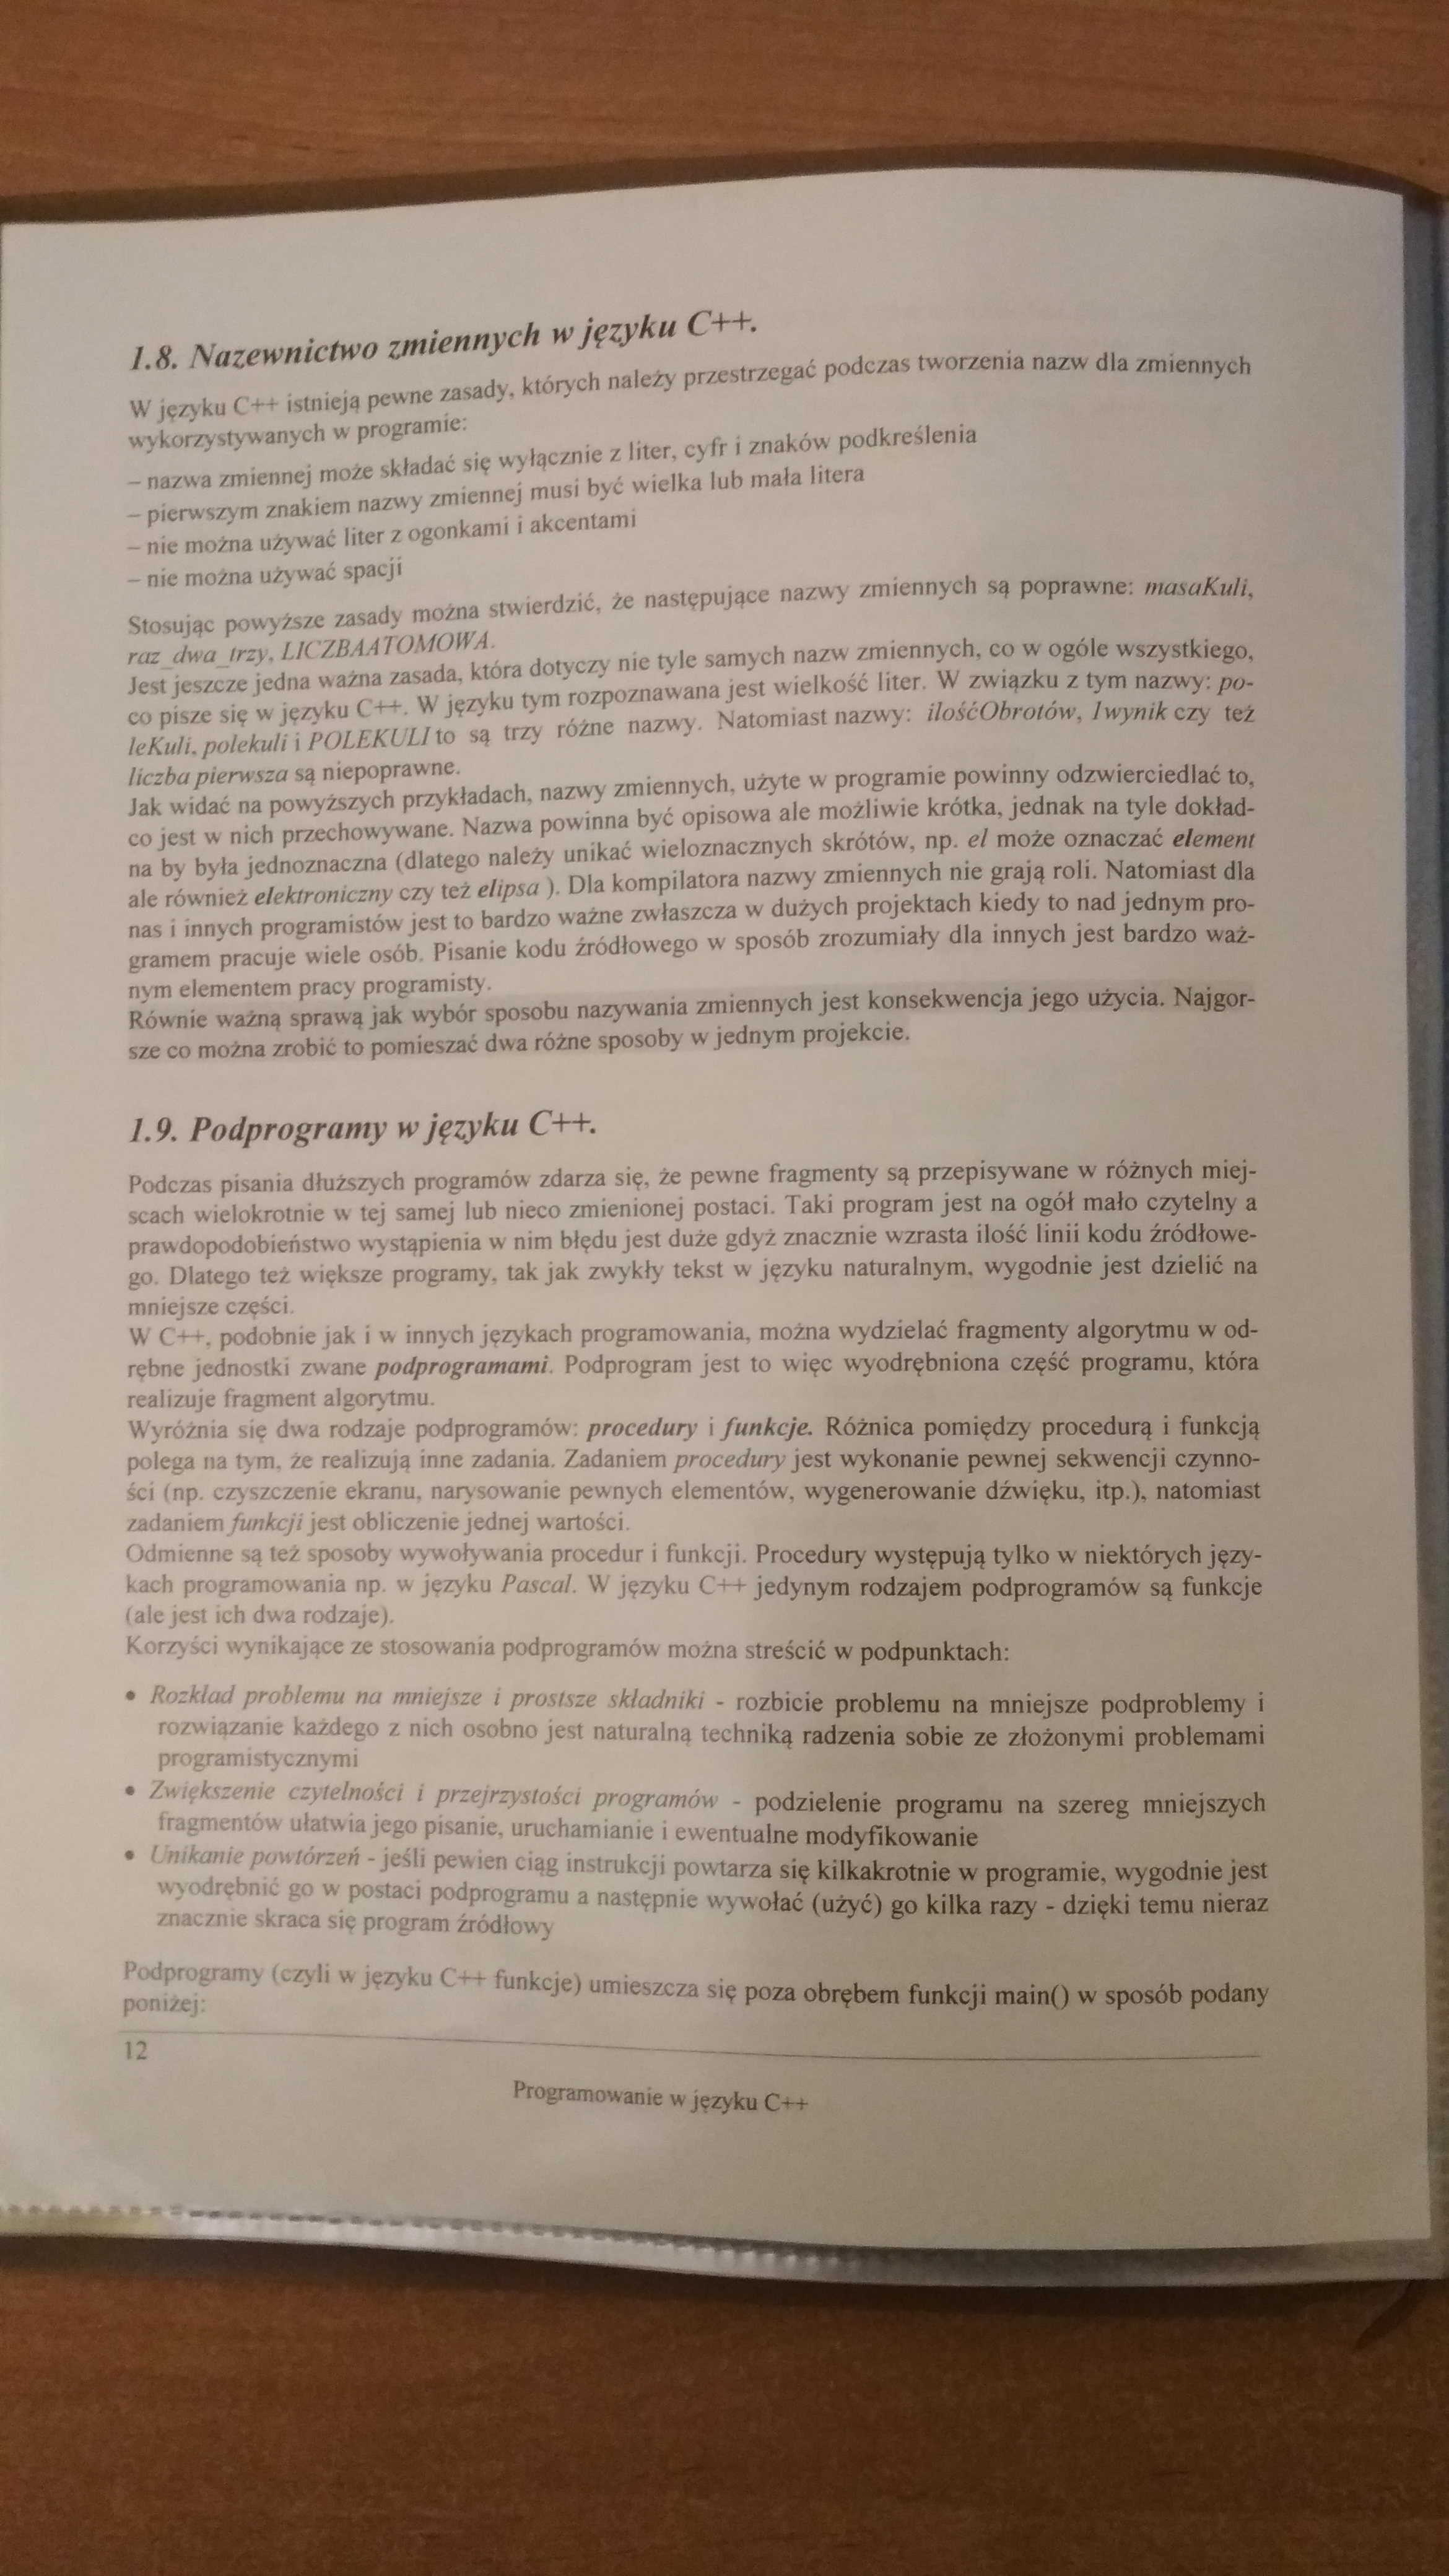 1.8. Nazewnictwo zmiennych w języku C++.
W języku C++ istnieją pewne zasady, których należy przestrzegać podczas tworzenia nazw dla zmiennych
wykorzystywanych w programie:
– nazwa zmiennej może składać się wyłącznie z liter, cyfr i znaków podkreślenia
– pierwszym znakiem nazwy zmiennej musi być wielka lub mała litera
– nie można używać liter z ogonkami i akcentami
– nie można używać spacji
Stosując powyższe zasady można stwierdzić, że następujące nazwy zmiennych są poprawne: masaKuli,
raz_dwa_trzy, LICZBAATOMOWA.
Jest jeszcze jedna ważna zasada, która dotyczy nie tyle samych nazw zmiennych, co w ogóle wszystkiego,
co pisze się w języku C++. W języku tym rozpoznawana jest wielkość liter. W związku z tym nazwy: po-
leKuli, polekuli i POLEKULI to są trzy różne nazwy. Natomiast nazwy: ilośćObrotów, 1wynik czy też
liczba pierwsza są niepoprawne.
Jak widać na powyższych przykładach, nazwy zmiennych, użyte w programie powinny odzwierciedlać to,
co jest w nich przechowywane. Nazwa powinna być opisowa ale możliwie krótka, jednak na tyle dokład-
na by była jednoznaczna (dlatego należy unikać wieloznacznych skrótów, np. el może oznaczać element
ale również elektroniczny czy też elipsa ). Dla kompilatora nazwy zmiennych nie grają roli. Natomiast dla
nas i innych programistów jest to bardzo ważne zwłaszcza w dużych projektach kiedy to nad jednym pro-
gramem pracuje wiele osób. Pisanie kodu źródłowego w sposób zrozumiały dla innych jest bardzo waż-
nym elementem pracy programisty.
Równie ważną sprawą jak wybór sposobu nazywania zmiennych jest konsekwencja jego użycia. Najgor-
sze co można zrobić to pomieszać dwa różne sposoby w jednym projekcie.
1.9. Podprogramy w języku C++.
Podczas pisania dłuższych programów zdarza się, że pewne fragmenty są przepisywane w różnych miej-
scach wielokrotnie w tej samej lub nieco zmienionej postaci. Taki program jest na ogół mało czytelny a
prawdopodobieństwo wystąpienia w nim błędu jest duże gdyż znacznie wzrasta ilość linii kodu źródłowe-
go. Dlatego też większe programy, tak jak zwykły tekst w języku naturalnym, wygodnie jest dzielić na
mniejsze części.
W C++, podobnie jak i w innych językach programowania, można wydzielać fragmenty algorytmu w od-
rębne jednostki zwane podprogramami. Podprogram jest to więc wyodrębniona część programu, która
realizuje fragment algorytmu.
Wyróżnia się dwa rodzaje podprogramów: procedury i funkcje. Różnica pomiędzy procedurą i funkcją
polega na tym, że realizują inne zadania. Zadaniem procedury jest wykonanie pewnej sekwencji czynno-
ści (np. czyszczenie ekranu, narysowanie pewnych elementów, wygenerowanie dźwięku, itp.), natomiast
zadaniem funkcji jest obliczenie jednej wartości.
Odmienne są też sposoby wywoływania procedur i funkcji. Procedury występują tylko w niektórych języ-
kach programowania np. w języku Pascal. W języku C++ jedynym rodzajem podprogramów są funkcje
(ale jest ich dwa rodzaje).
Korzyści wynikające ze stosowania podprogramów można streścić w podpunktach:
• Rozkład problemu na mniejsze i prostsze składniki - rozbicie problemu na mniejsze podproblemy i
rozwiązanie każdego z nich osobno jest naturalną techniką radzenia sobie ze złożonymi problemami
programistycznymi
• Zwiększenie czytelności i przejrzystości programów - podzielenie programu na szereg mniejszych
fragmentów ułatwia jego pisanie, uruchamianie i ewentualne modyfikowanie
• Unikanie powtórzeń - jeśli pewien ciąg instrukcji powtarza się kilkakrotnie w programie, wygodnie jest
wyodrębnić go w postaci podprogramu a następnie wywołać (użyć) go kilka razy - dzięki temu nieraz
znacznie skraca się program źródłowy
Podprogramy (czyli w języku C++ funkcje) umieszcza się poza obrębem funkcji main() w sposób podany
poniżej:
12
Programowanie w języku C++